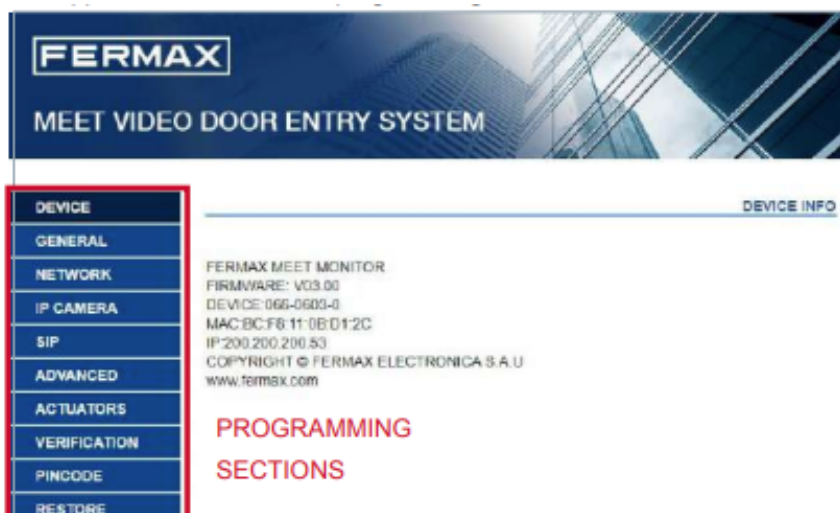 FERMAX
MEET VIDEO DOOR ENTRY SYSTEM
DEVICE
GENERAL
NETWORK
IP CAMERA
SIP
ADVANCED
ACTUATORS
VERIFICATION
PINCODE
RESTORE
DEVICE INFO
FERMAX MEET MONITOR
FIRMWARE: V03.00
DEVICE:066-0603-0
MAC:BC:F8:11:0B:D1:2C
IP:200.200.200.53
COPYRIGHT © FERMAX ELECTRONICA S.A.U
www.fermax.com
PROGRAMMING
SECTIONS